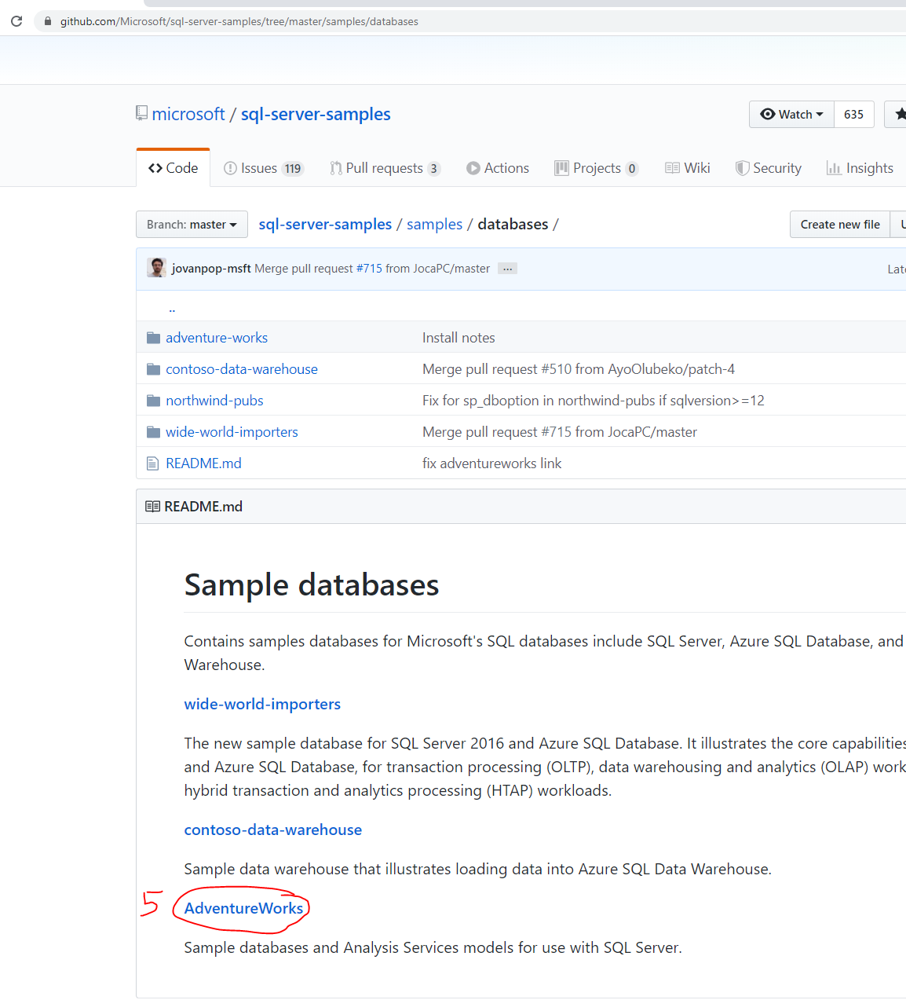 github.com/Microsoft/sql-server-samples/tree/master/samples/databases
microsoft / sql-server-samples
Watch 635
Code Issues 119 Pull requests 3 Actions Projects 0 Wiki Security Insights
Branch: master sql-server-samples / samples / databases / Create new file
jovanpop-msft Merge pull request #715 from JocaPC/master ...
..
adventure-works Install notes
contoso-data-warehouse Merge pull request #510 from AyoOlubeko/patch-4
northwind-pubs Fix for sp_dboption in northwind-pubs if sqlversion>=12
wide-world-importers Merge pull request #715 from JocaPC/master
README.md fix adventureworks link
README.md
Sample databases
Contains samples databases for Microsoft's SQL databases include SQL Server, Azure SQL Database, and
Warehouse.
wide-world-importers
The new sample database for SQL Server 2016 and Azure SQL Database. It illustrates the core capabilities
and Azure SQL Database, for transaction processing (OLTP), data warehousing and analytics (OLAP) work
hybrid transaction and analytics processing (HTAP) workloads.
contoso-data-warehouse
Sample data warehouse that illustrates loading data into Azure SQL Data Warehouse.
5 AdventureWorks
Sample databases and Analysis Services models for use with SQL Server.